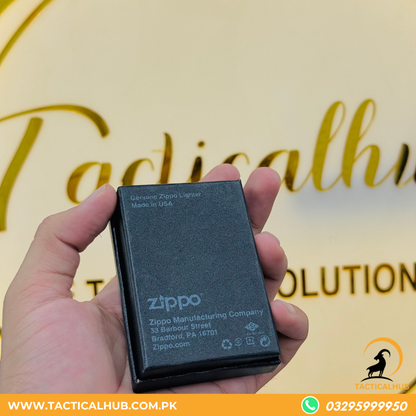 Tacticalhub
SOLUTION
Genuine Zippo Lighter
Made in USA
zippo
Zippo Manufacturing Company
33 Barbour Street
Bradford, PA 16701
Zippo.com
TACTICALHUB
WWW.TACTICALHUB.COM.PK
03295999950